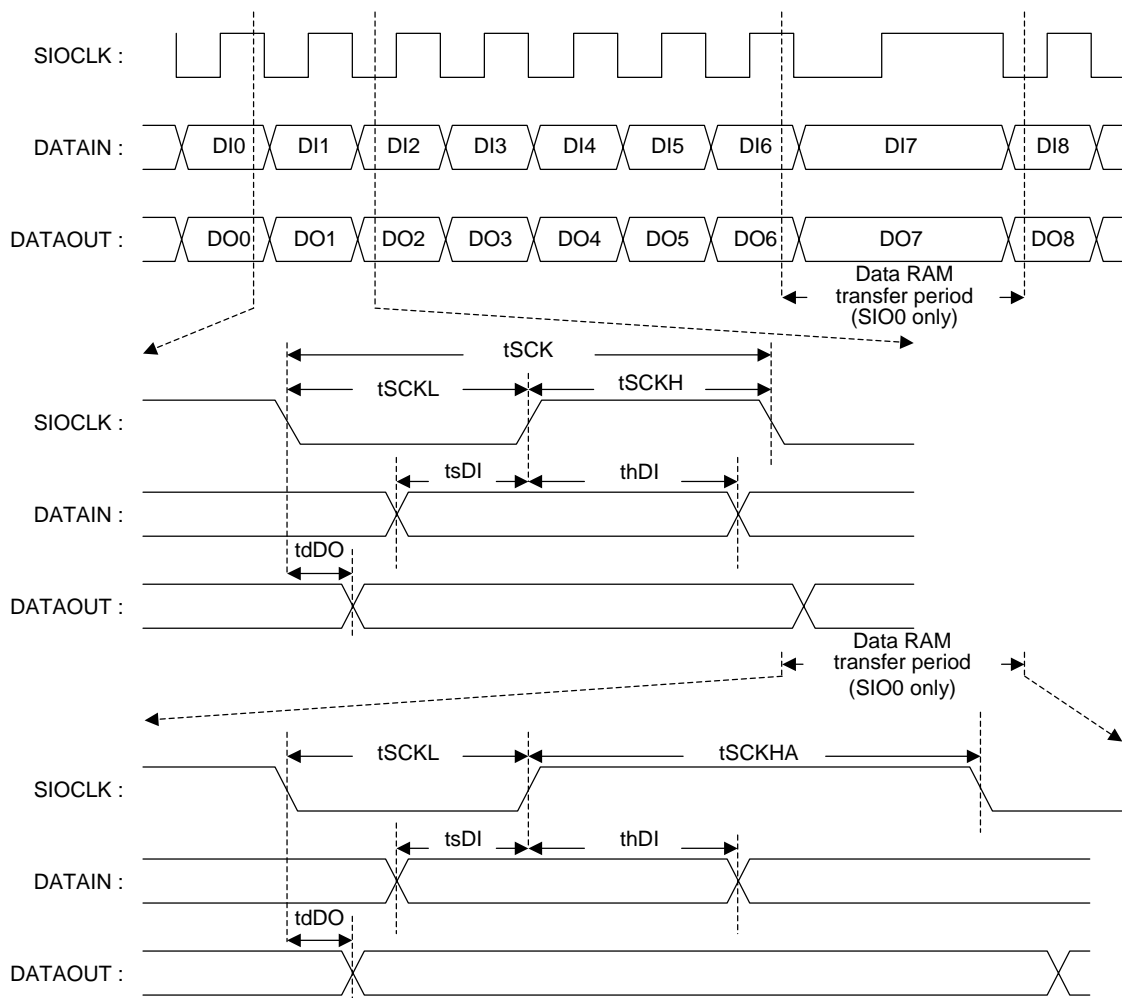 SIOCLK :
DATAIN : DI0 DI1 DI2 DI3 DI4 DI5 DI6 DI7 DI8
DATAOUT : DO0 DO1 DO2 DO3 DO4 DO5 DO6 DO7 DO8
Data RAM
transfer period
(SIO0 only)
tSCK
tSCKL tSCKH
SIOCLK :
tsDI thDI
DATAIN :
tdDO
DATAOUT :
Data RAM
transfer period
(SIO0 only)
tSCKL tSCKHA
SIOCLK :
tsDI thDI
DATAIN :
tdDO
DATAOUT :